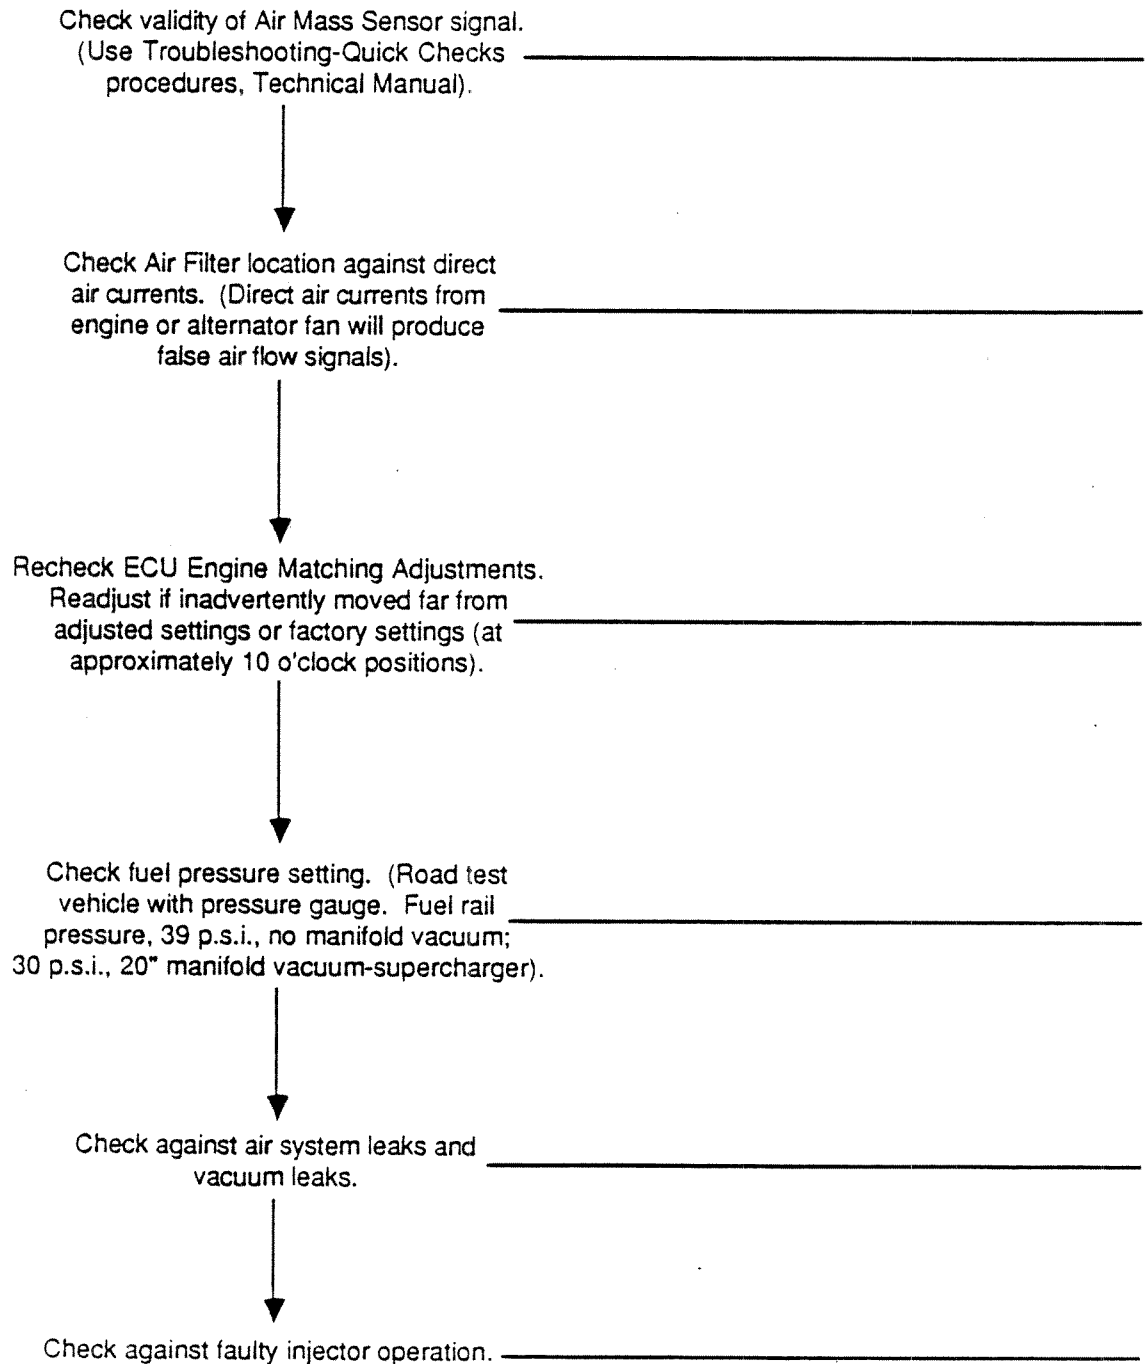 Check validity of Air Mass Sensor signal.
(Use Troubleshooting-Quick Checks
procedures, Technical Manual).
Check Air Filter location against direct
air currents. (Direct air currents from
engine or alternator fan will produce
false air flow signals).
Recheck ECU Engine Matching Adjustments.
Readjust if inadvertently moved far from
adjusted settings or factory settings (at
approximately 10 o'clock positions).
Check fuel pressure setting. (Road test
vehicle with pressure gauge. Fuel rail
pressure, 39 p.s.i., no manifold vacuum;
30 p.s.i., 20" manifold vacuum-supercharger).
Check against air system leaks and
vacuum leaks.
Check against faulty injector operation.